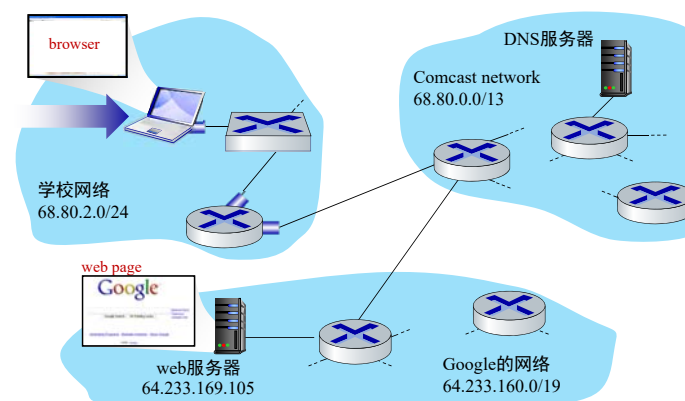 browser
DNS服务器
Comcast network
68.80.0.0/13
学校网络
68.80.2.0/24
web page
Google
web服务器
64.233.169.105
Google的网络
64.233.160.0/19